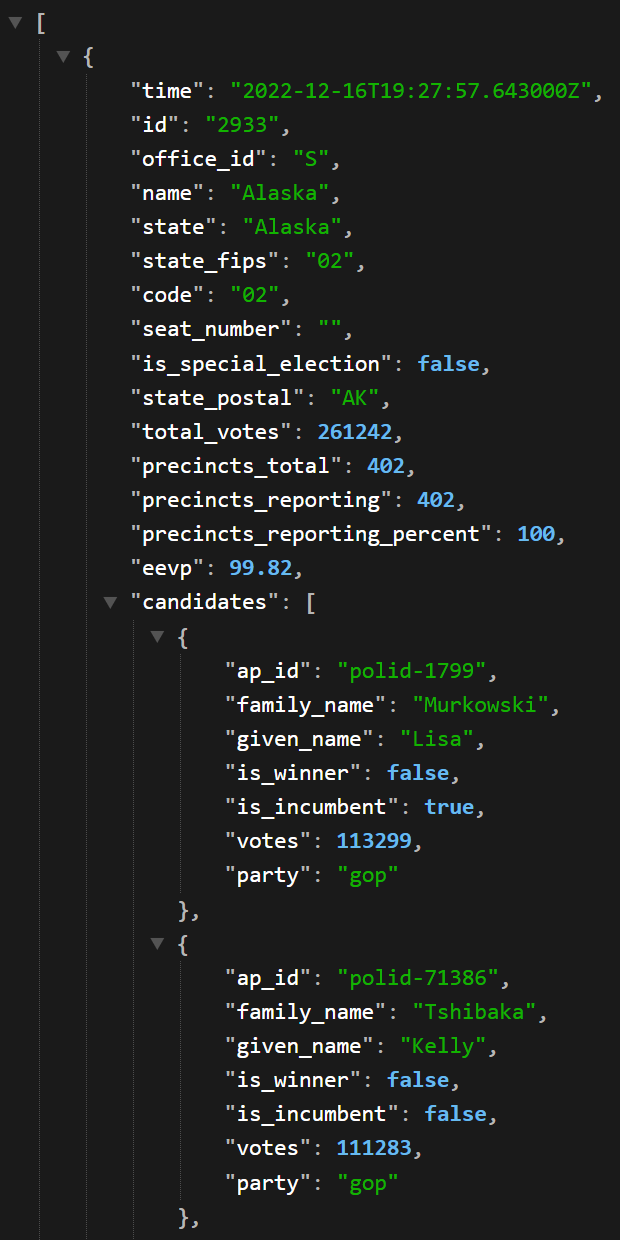 [
{
"time": "2022-12-16T19:27:57.643000Z",
"id": "2933",
"office_id": "S",
"name": "Alaska",
"state": "Alaska",
"state_fips": "02",
"code": "02",
"seat_number": "",
"is_special_election": false,
"state_postal": "AK",
"total_votes": 261242,
"precincts_total": 402,
"precincts_reporting": 402,
"precincts_reporting_percent": 100,
"eevp": 99.82,
"candidates": [
{
"ap_id": "polid-1799",
"family_name": "Murkowski",
"given_name": "Lisa",
"is_winner": false,
"is_incumbent": true,
"votes": 113299,
"party": "gop"
},
{
"ap_id": "polid-71386",
"family_name": "Tshibaka",
"given_name": "Kelly",
"is_winner": false,
"is_incumbent": false,
"votes": 111283,
"party": "gop"
},